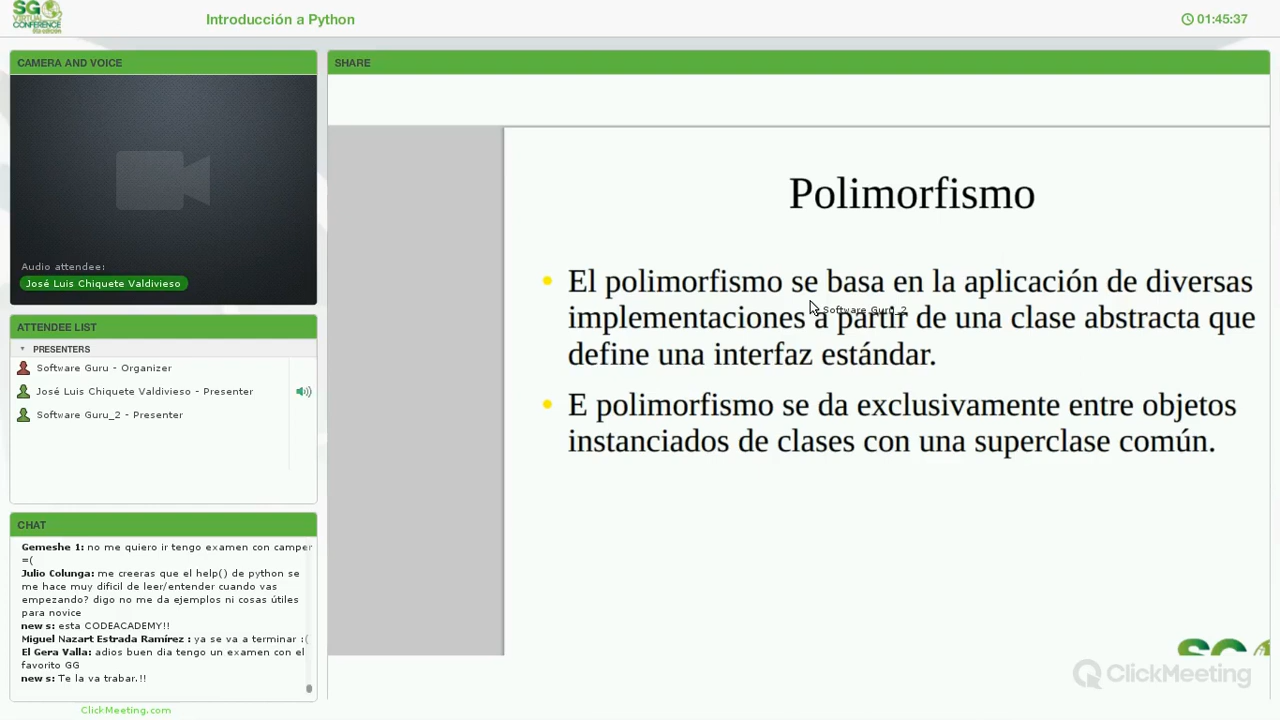 SG
VIRTUAL
CONFERENCE
Introducción a Python
01:45:37
CAMERA AND VOICE
Audio attendee:
José Luis Chiquete Valdivieso
ATTENDEE LIST
PRESENTERS
Software Guru - Organizer
José Luis Chiquete Valdivieso - Presenter
Software Guru_2 - Presenter
CHAT
Gemeshe 1: no me quiero ir tengo examen con camper
=(
Julio Colunga: me creeras que el help() de python se
me hace muy dificil de leer/entender cuando vas
empezando? digo no me da ejemplos ni cosas útiles
para novice
new s: esta CODEACADEMY!!
Miguel Nazart Estrada Ramírez : ya se va a terminar :(
El Gera Valla: adios buen dia tengo un examen con el
favorito GG
new s: Te la va trabar.!!
ClickMeeting.com
SHARE
Polimorfismo
El polimorfismo se basa en la aplicación de diversas
Software Guru_2
implementaciones a partir de una clase abstracta que
define una interfaz estándar.
E polimorfismo se da exclusivamente entre objetos
instanciados de clases con una superclase común.
SG
ClickMeeting